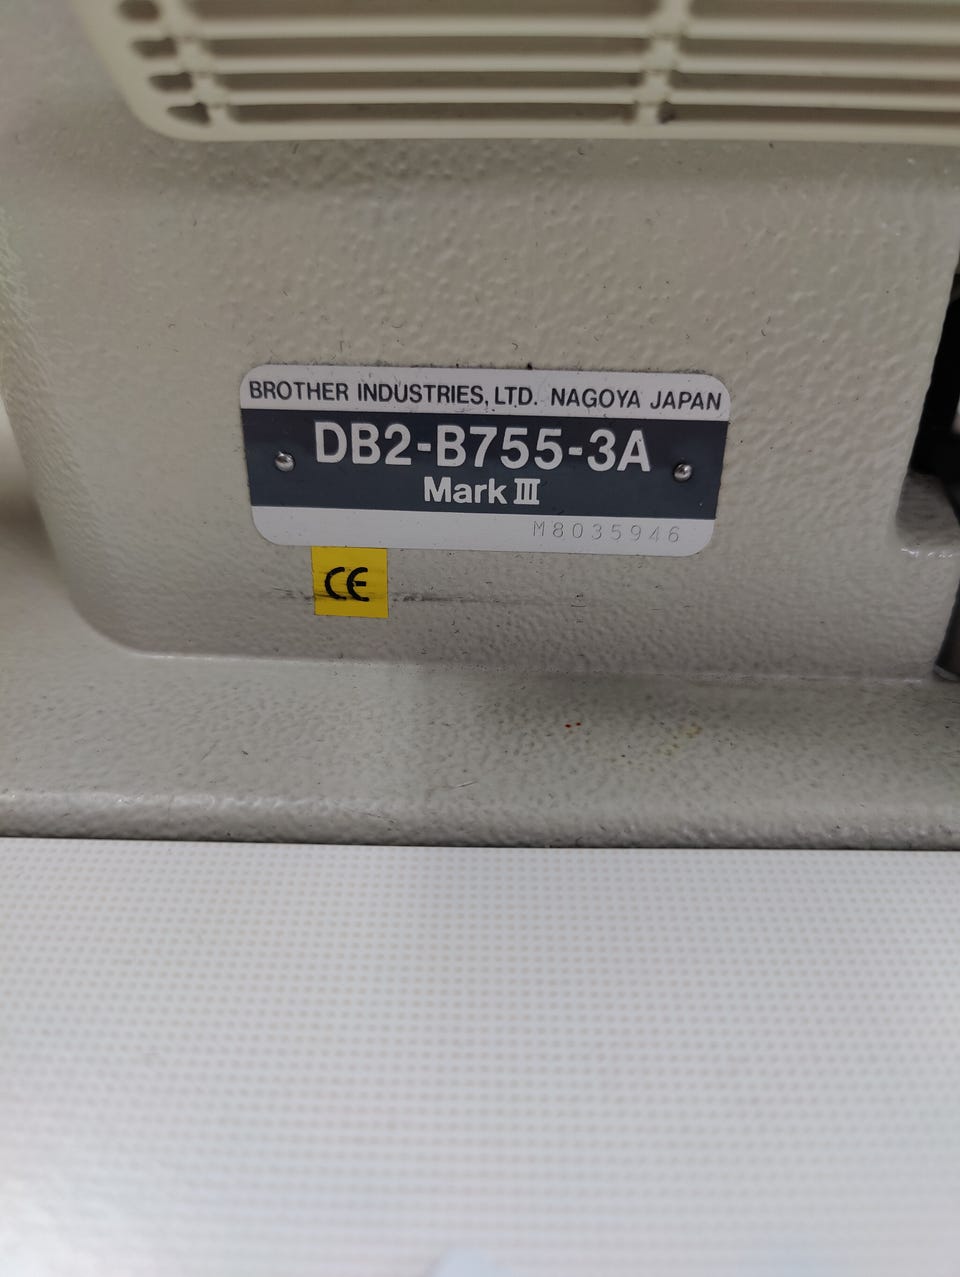 BROTHER INDUSTRIES, LTD. NAGOYA JAPAN
DB2-B755-3A
Mark III
M8035946
CE